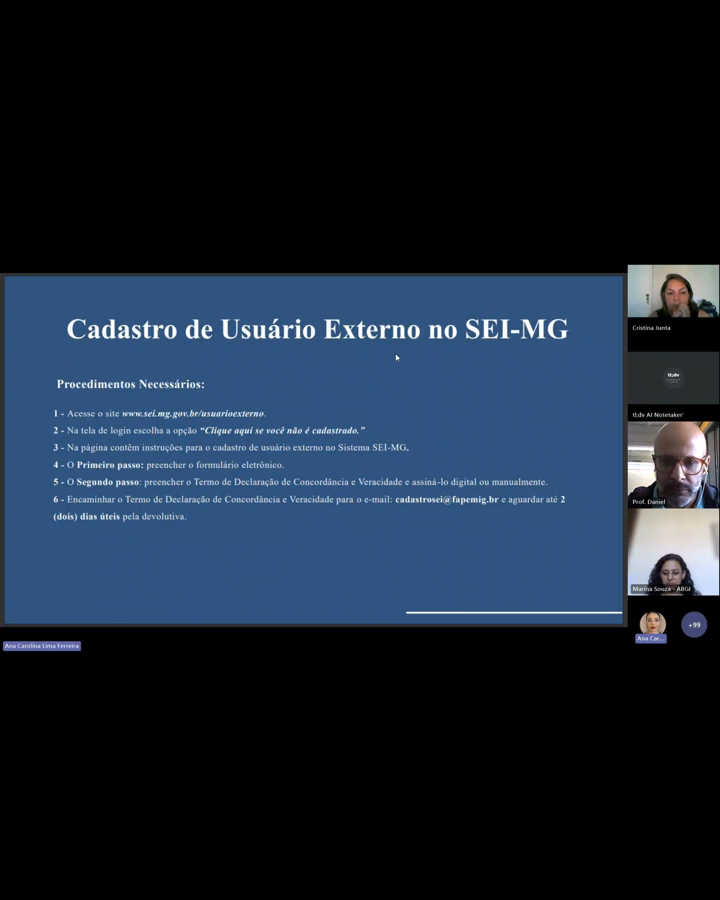 Cadastro de Usuário Externo no SEI-MG
Procedimentos Necessários:
1 - Acesse o site www.sei.mg.gov.br/usuarioexterno.
2 - Na tela de login escolha a opção “Clique aqui se você não é cadastrado.”
3 - Na página contêm instruções para o cadastro de usuário externo no Sistema SEI-MG.
4 - O Primeiro passo: preencher o formulário eletrônico.
5 - O Segundo passo: preencher o Termo de Declaração de Concordância e Veracidade e assiná-lo digital ou manualmente.
6 - Encaminhar o Termo de Declaração de Concordância e Veracidade para o e-mail: cadastrosei@fapemig.br e aguardar até 2
(dois) dias úteis pela devolutiva.
Cristina Junta
tl;dv
tl;dv AI Notetaker'
Prof. Daniel
Marina Souza - ABGI
Ana Car...
+99
Ana Carolina Lima Ferreira